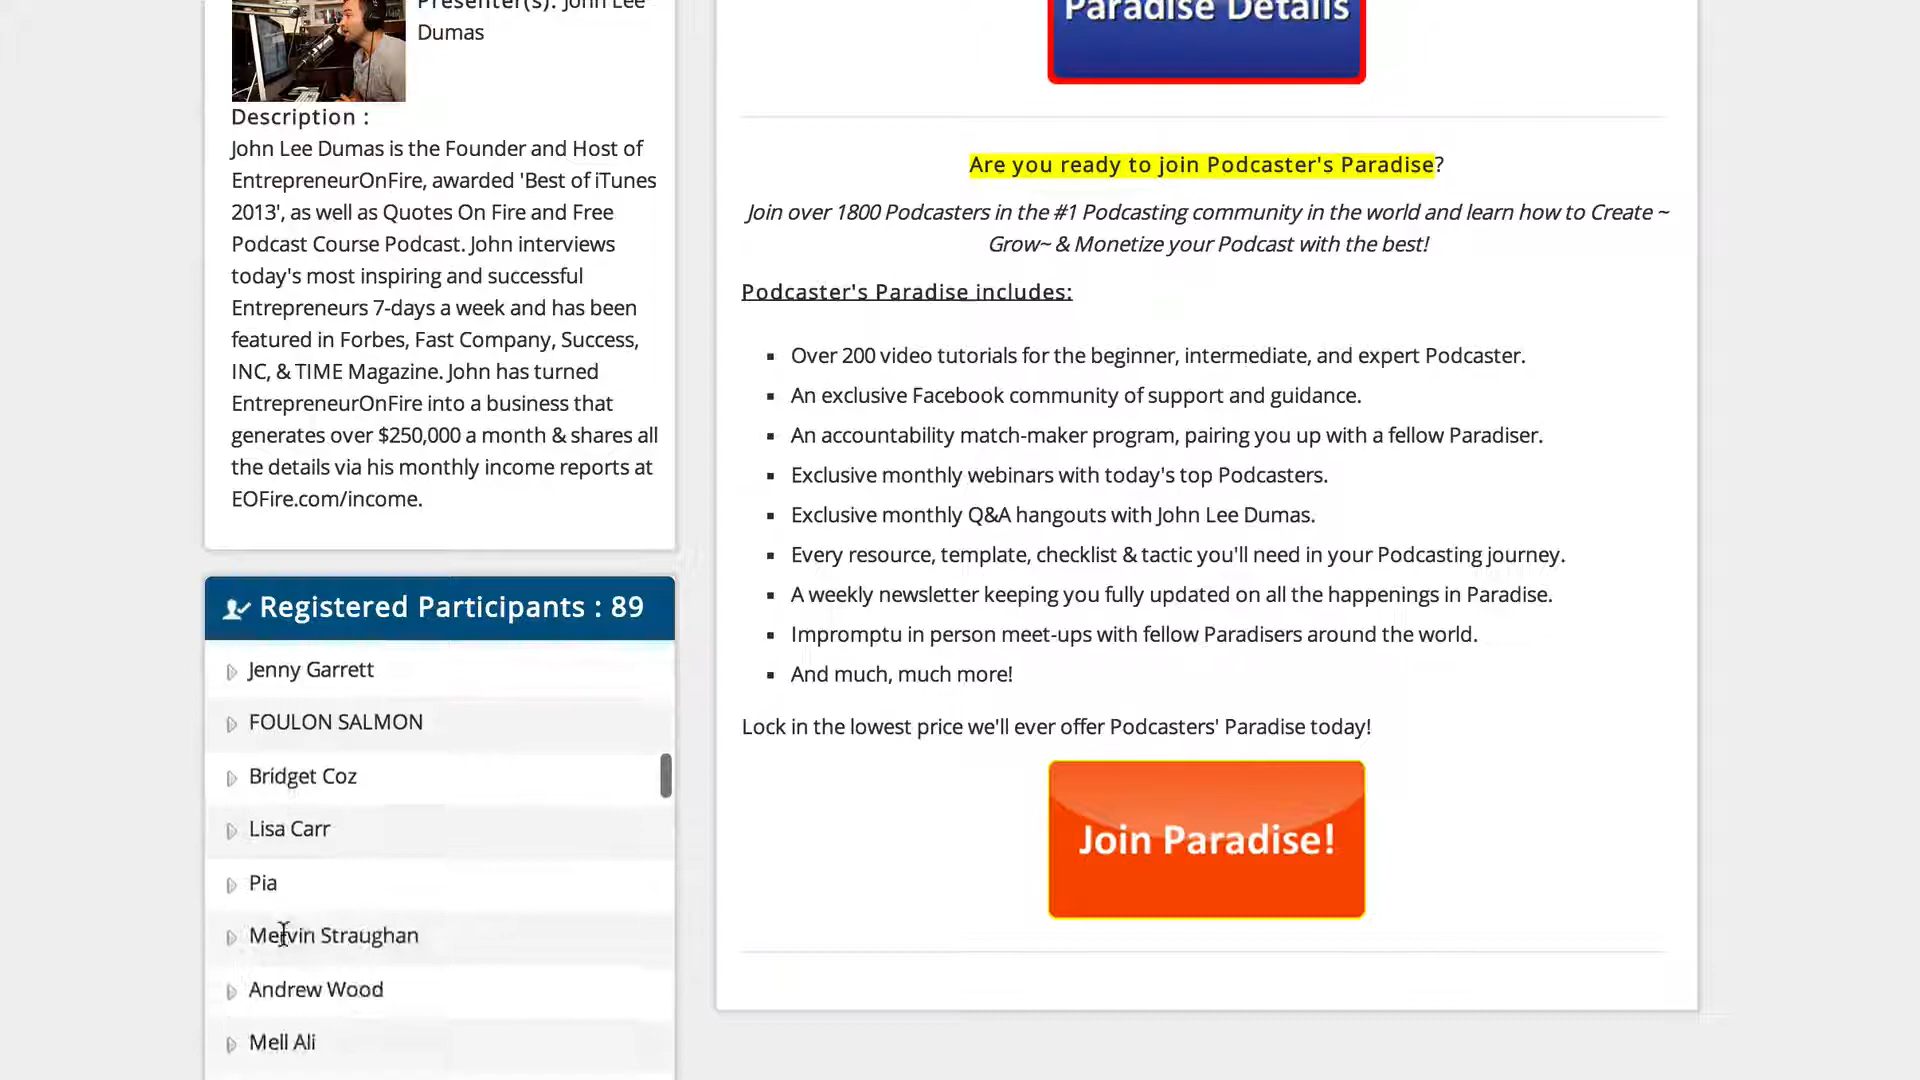 Presenter(s): John Lee
Dumas
Description :
John Lee Dumas is the Founder and Host of
EntrepreneurOnFire, awarded 'Best of iTunes
2013', as well as Quotes On Fire and Free
Podcast Course Podcast. John interviews
today's most inspiring and successful
Entrepreneurs 7-days a week and has been
featured in Forbes, Fast Company, Success,
INC, & TIME Magazine. John has turned
EntrepreneurOnFire into a business that
generates over $250,000 a month & shares all
the details via his monthly income reports at
EOFire.com/income.
Registered Participants : 89
Jenny Garrett
FOULON SALMON
Bridget Coz
Lisa Carr
Pia
Mervin Straughan
Andrew Wood
Mell Ali
Paradise Details
Are you ready to join Podcaster's Paradise?
Join over 1800 Podcasters in the #1 Podcasting community in the world and learn how to Create ~
Grow~ & Monetize your Podcast with the best!
Podcaster's Paradise includes:
Over 200 video tutorials for the beginner, intermediate, and expert Podcaster.
An exclusive Facebook community of support and guidance.
An accountability match-maker program, pairing you up with a fellow Paradiser.
Exclusive monthly webinars with today's top Podcasters.
Exclusive monthly Q&A hangouts with John Lee Dumas.
Every resource, template, checklist & tactic you'll need in your Podcasting journey.
A weekly newsletter keeping you fully updated on all the happenings in Paradise.
Impromptu in person meet-ups with fellow Paradisers around the world.
And much, much more!
Lock in the lowest price we'll ever offer Podcasters' Paradise today!
Join Paradise!